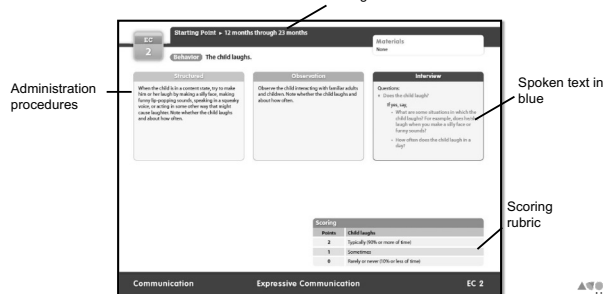 Starting Point ▸ 12 months through 23 months
EC
2
Behavior The child laughs.
Materials
None
Structured
When the child is in a content state, try to make
him or her laugh by making a silly face, making
funny lip-popping sounds, speaking in a squeaky
voice, or acting in some other way that might
cause laughter. Note whether the child laughs
and about how often.
Observation
Observe the child interacting with familiar adults
and children. Note whether the child laughs and
about how often.
Interview
Questions:
Does the child laugh?
If yes, say,
What are some situations in which the
child laughs? For example, does he/she
laugh when you make a silly face or
funny sounds?
How often does the child laugh in a
day?
Administration
procedures
Spoken text in
blue
Scoring
rubric
Scoring
Points Child laughs
2 Typically (90% or more of time)
1 Sometimes
0 Rarely or never (10% or less of time)
Communication Expressive Communication EC 2